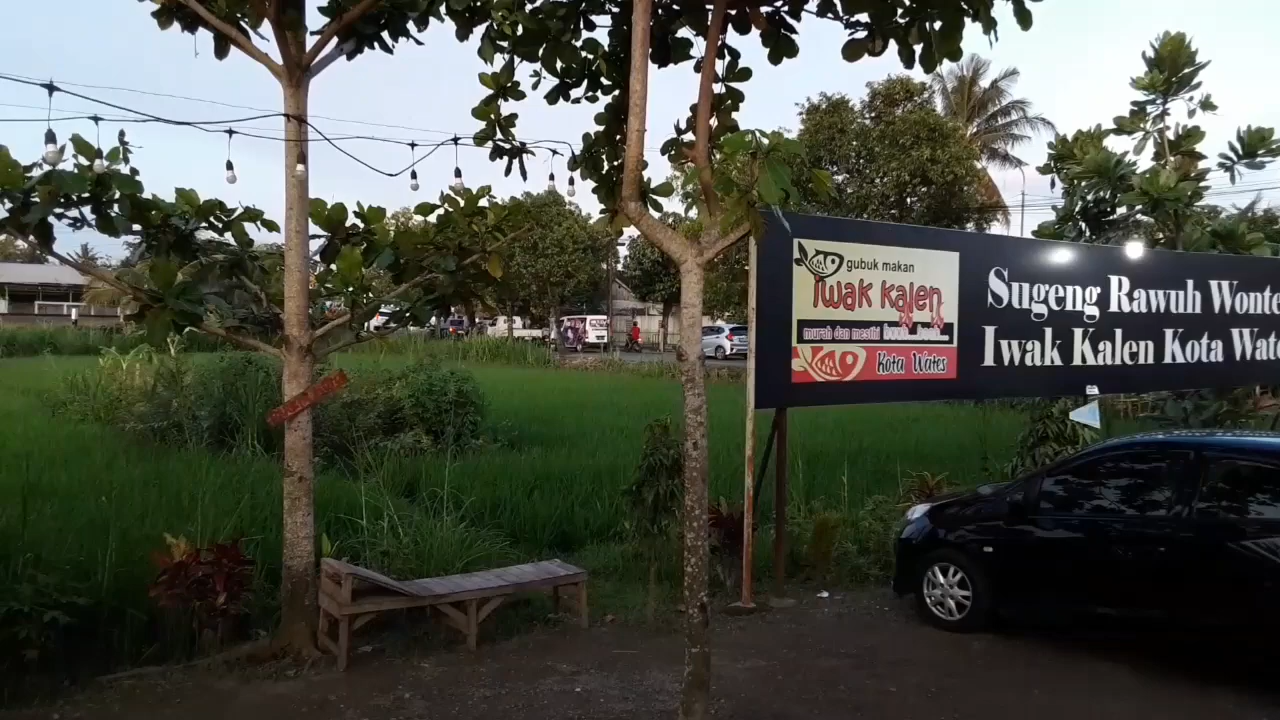 gubuk makan
iwak kalen
murah dan mesthi
Kota Wates
Sugeng Rawuh Wonte
Iwak Kalen Kota Wate